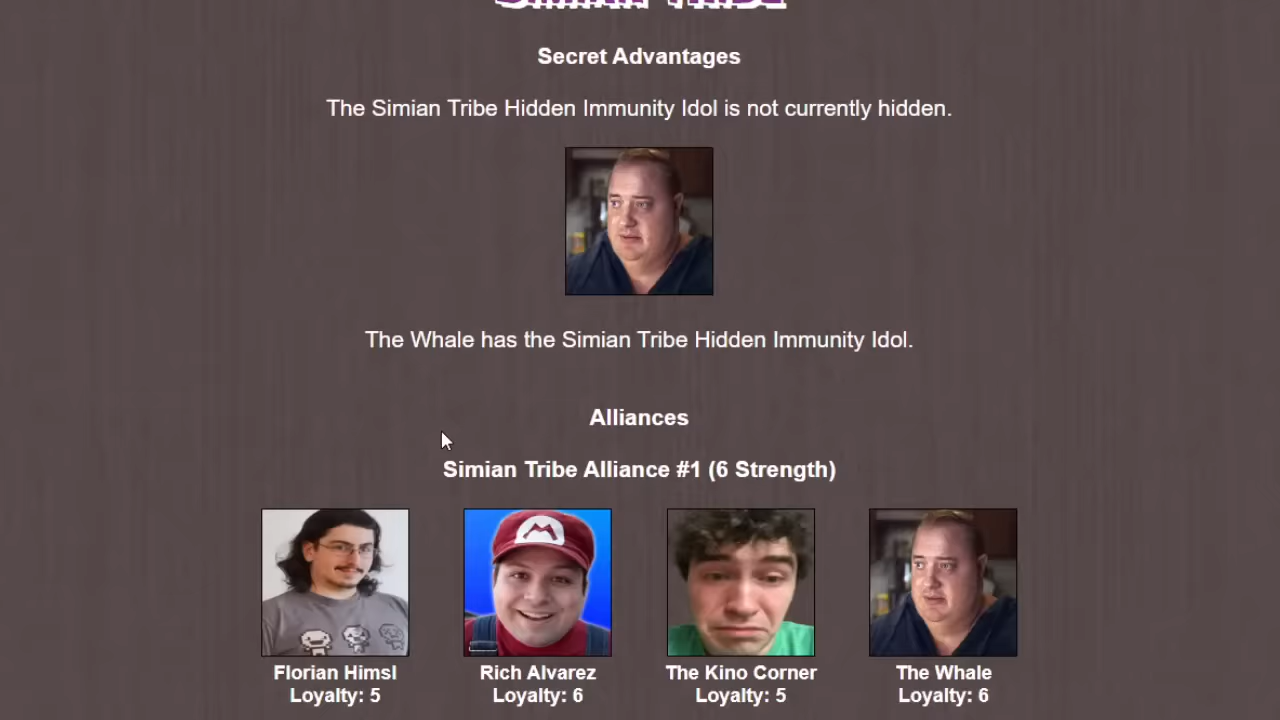 SIMIAN TRIBE
Secret Advantages
The Simian Tribe Hidden Immunity Idol is not currently hidden.
The Whale has the Simian Tribe Hidden Immunity Idol.
Alliances
Simian Tribe Alliance #1 (6 Strength)
Florian Himsl
Loyalty: 5
Rich Alvarez
Loyalty: 6
The Kino Corner
Loyalty: 5
The Whale
Loyalty: 6